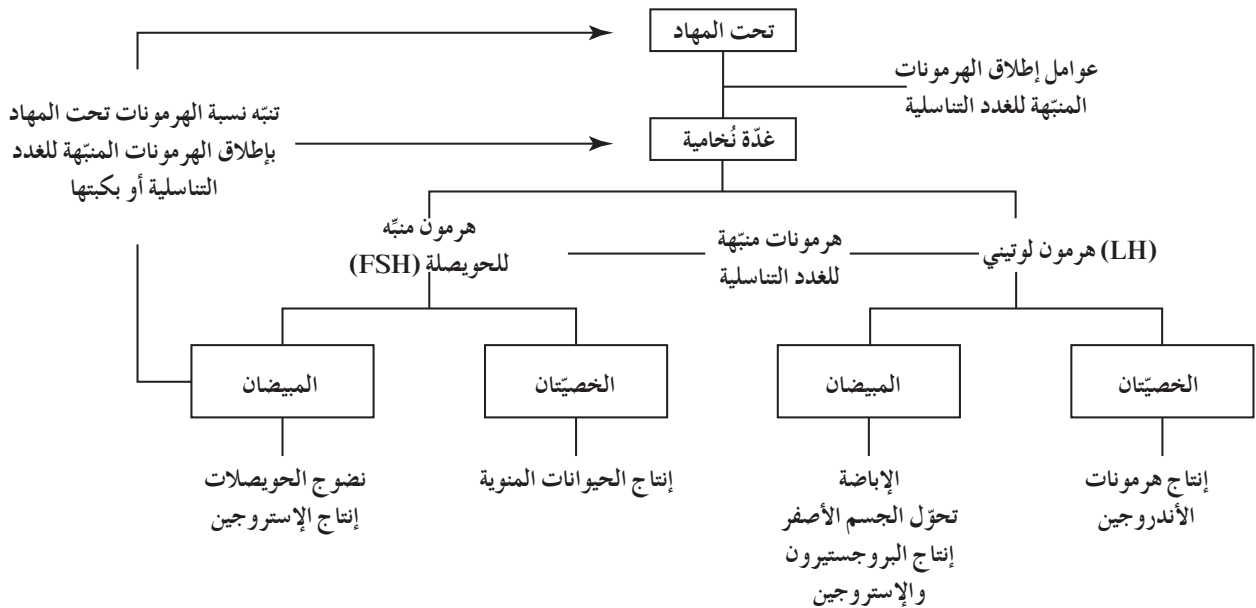 تحت المهاد
عوامل إطلاق الهرمونات
المنبّهة للغدد التناسلية
تنبّه نسبة الهرمونات تحت المهاد
بإطلاق الهرمونات المنبّهة للغدد
التناسلية أو بكبتها
غدّة نُخامية
(LH) هرمون لوتيني
هرمونات منبّهة
للغدد التناسلية
هرمون منبِّه
للحويصلة (FSH)
الخصيّتان
المبيضان
الخصيّتان
المبيضان
إنتاج هرمونات
الأندروجين
الإباضة
تحوّل الجسم الأصفر
إنتاج البروجستيرون
والإستروجين
إنتاج الحيوانات المنوية
نضوج الحويصلات
إنتاج الإستروجين